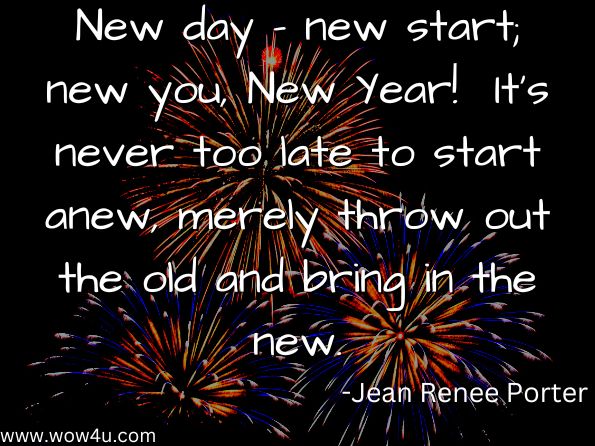 New day - new start;
new you, New Year!  It's
never too late to start
anew, merely throw out
the old and bring in the
new.
-Jean Renee Porter
www.wow4u.com